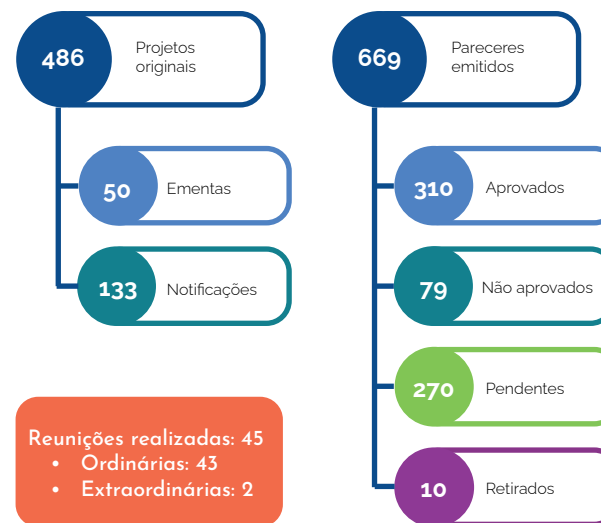 486
Projetos
originais
50
Ementas
133
Notificações
Reuniões realizadas: 45
• Ordinárias: 43
• Extraordinárias: 2
669
Pareceres
emitidos
310
Aprovados
79
Não aprovados
270
Pendentes
10
Retirados